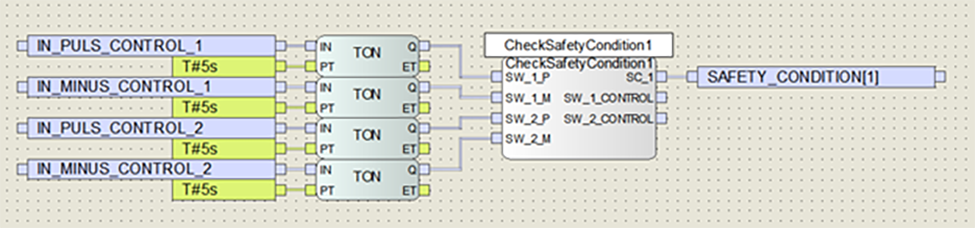 CheckSafetyCondition1
IN_PULS_CONTROL_1 IN TON Q
T#5s PT ET
CheckSafetyCondition1
SW_1_P SC_1 SAFETY_CONDITION[1]
IN_MINUS_CONTROL_1 IN TON Q
SW_1_M SW_1_CONTROL
T#5s PT ET
SW_2_P SW_2_CONTROL
IN_PULS_CONTROL_2 IN TON Q
SW_2_M
T#5s PT ET
IN_MINUS_CONTROL_2 IN TON Q
T#5s PT ET